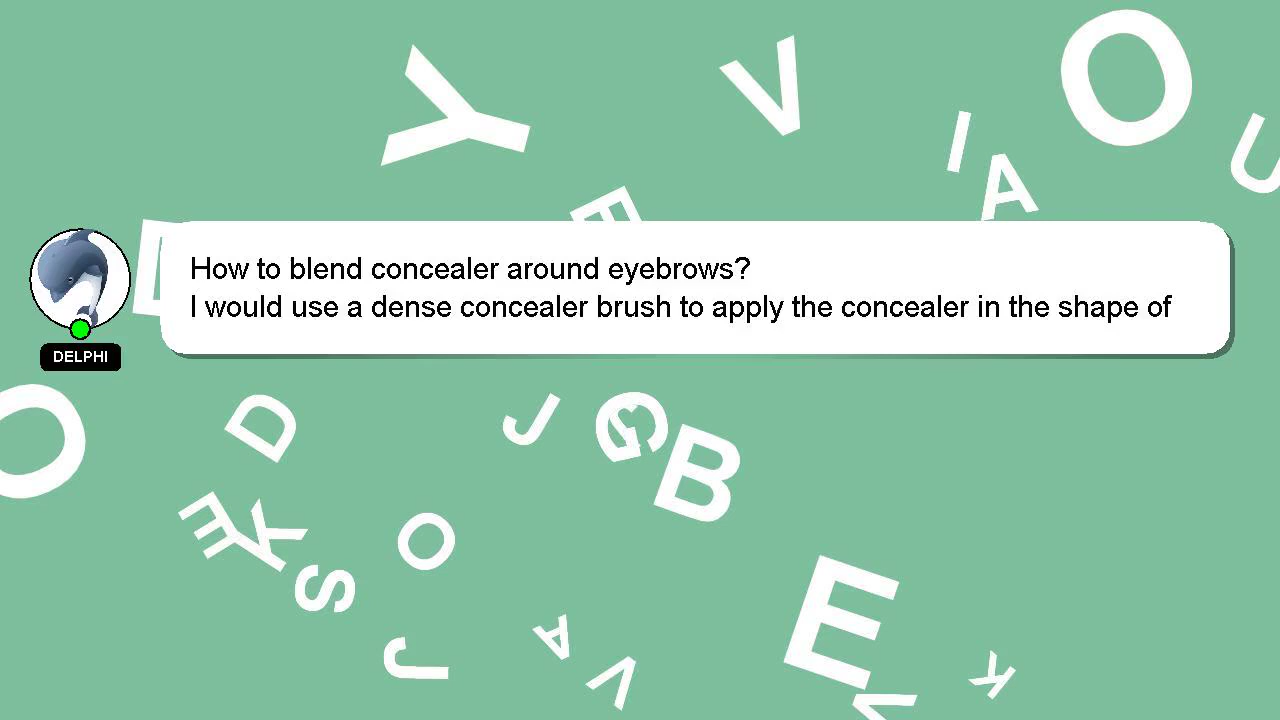 Y
V
O
I
A
U
E
How to blend concealer around eyebrows?
I would use a dense concealer brush to apply the concealer in the shape of
DELPHI
O
D
J
G
B
E
K
O
S
E
J
A
V
K
V